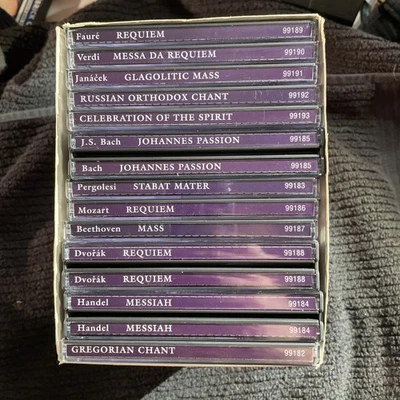 Fauré REQUIEM 99189
Verdi MESSA DA REQUIEM 99190
Janáček GLAGOLITIC MASS 99191
RUSSIAN ORTHODOX CHANT 99192
CELEBRATION OF THE SPIRIT 99193
J.S. Bach JOHANNES PASSION 99185
Bach JOHANNES PASSION 99185
Pergolesi STABAT MATER 99183
Mozart REQUIEM 99186
Beethoven MASS 99187
Dvořák REQUIEM 99188
Dvořák REQUIEM 99188
Handel MESSIAH 99184
Handel MESSIAH 99184
GREGORIAN CHANT 99182